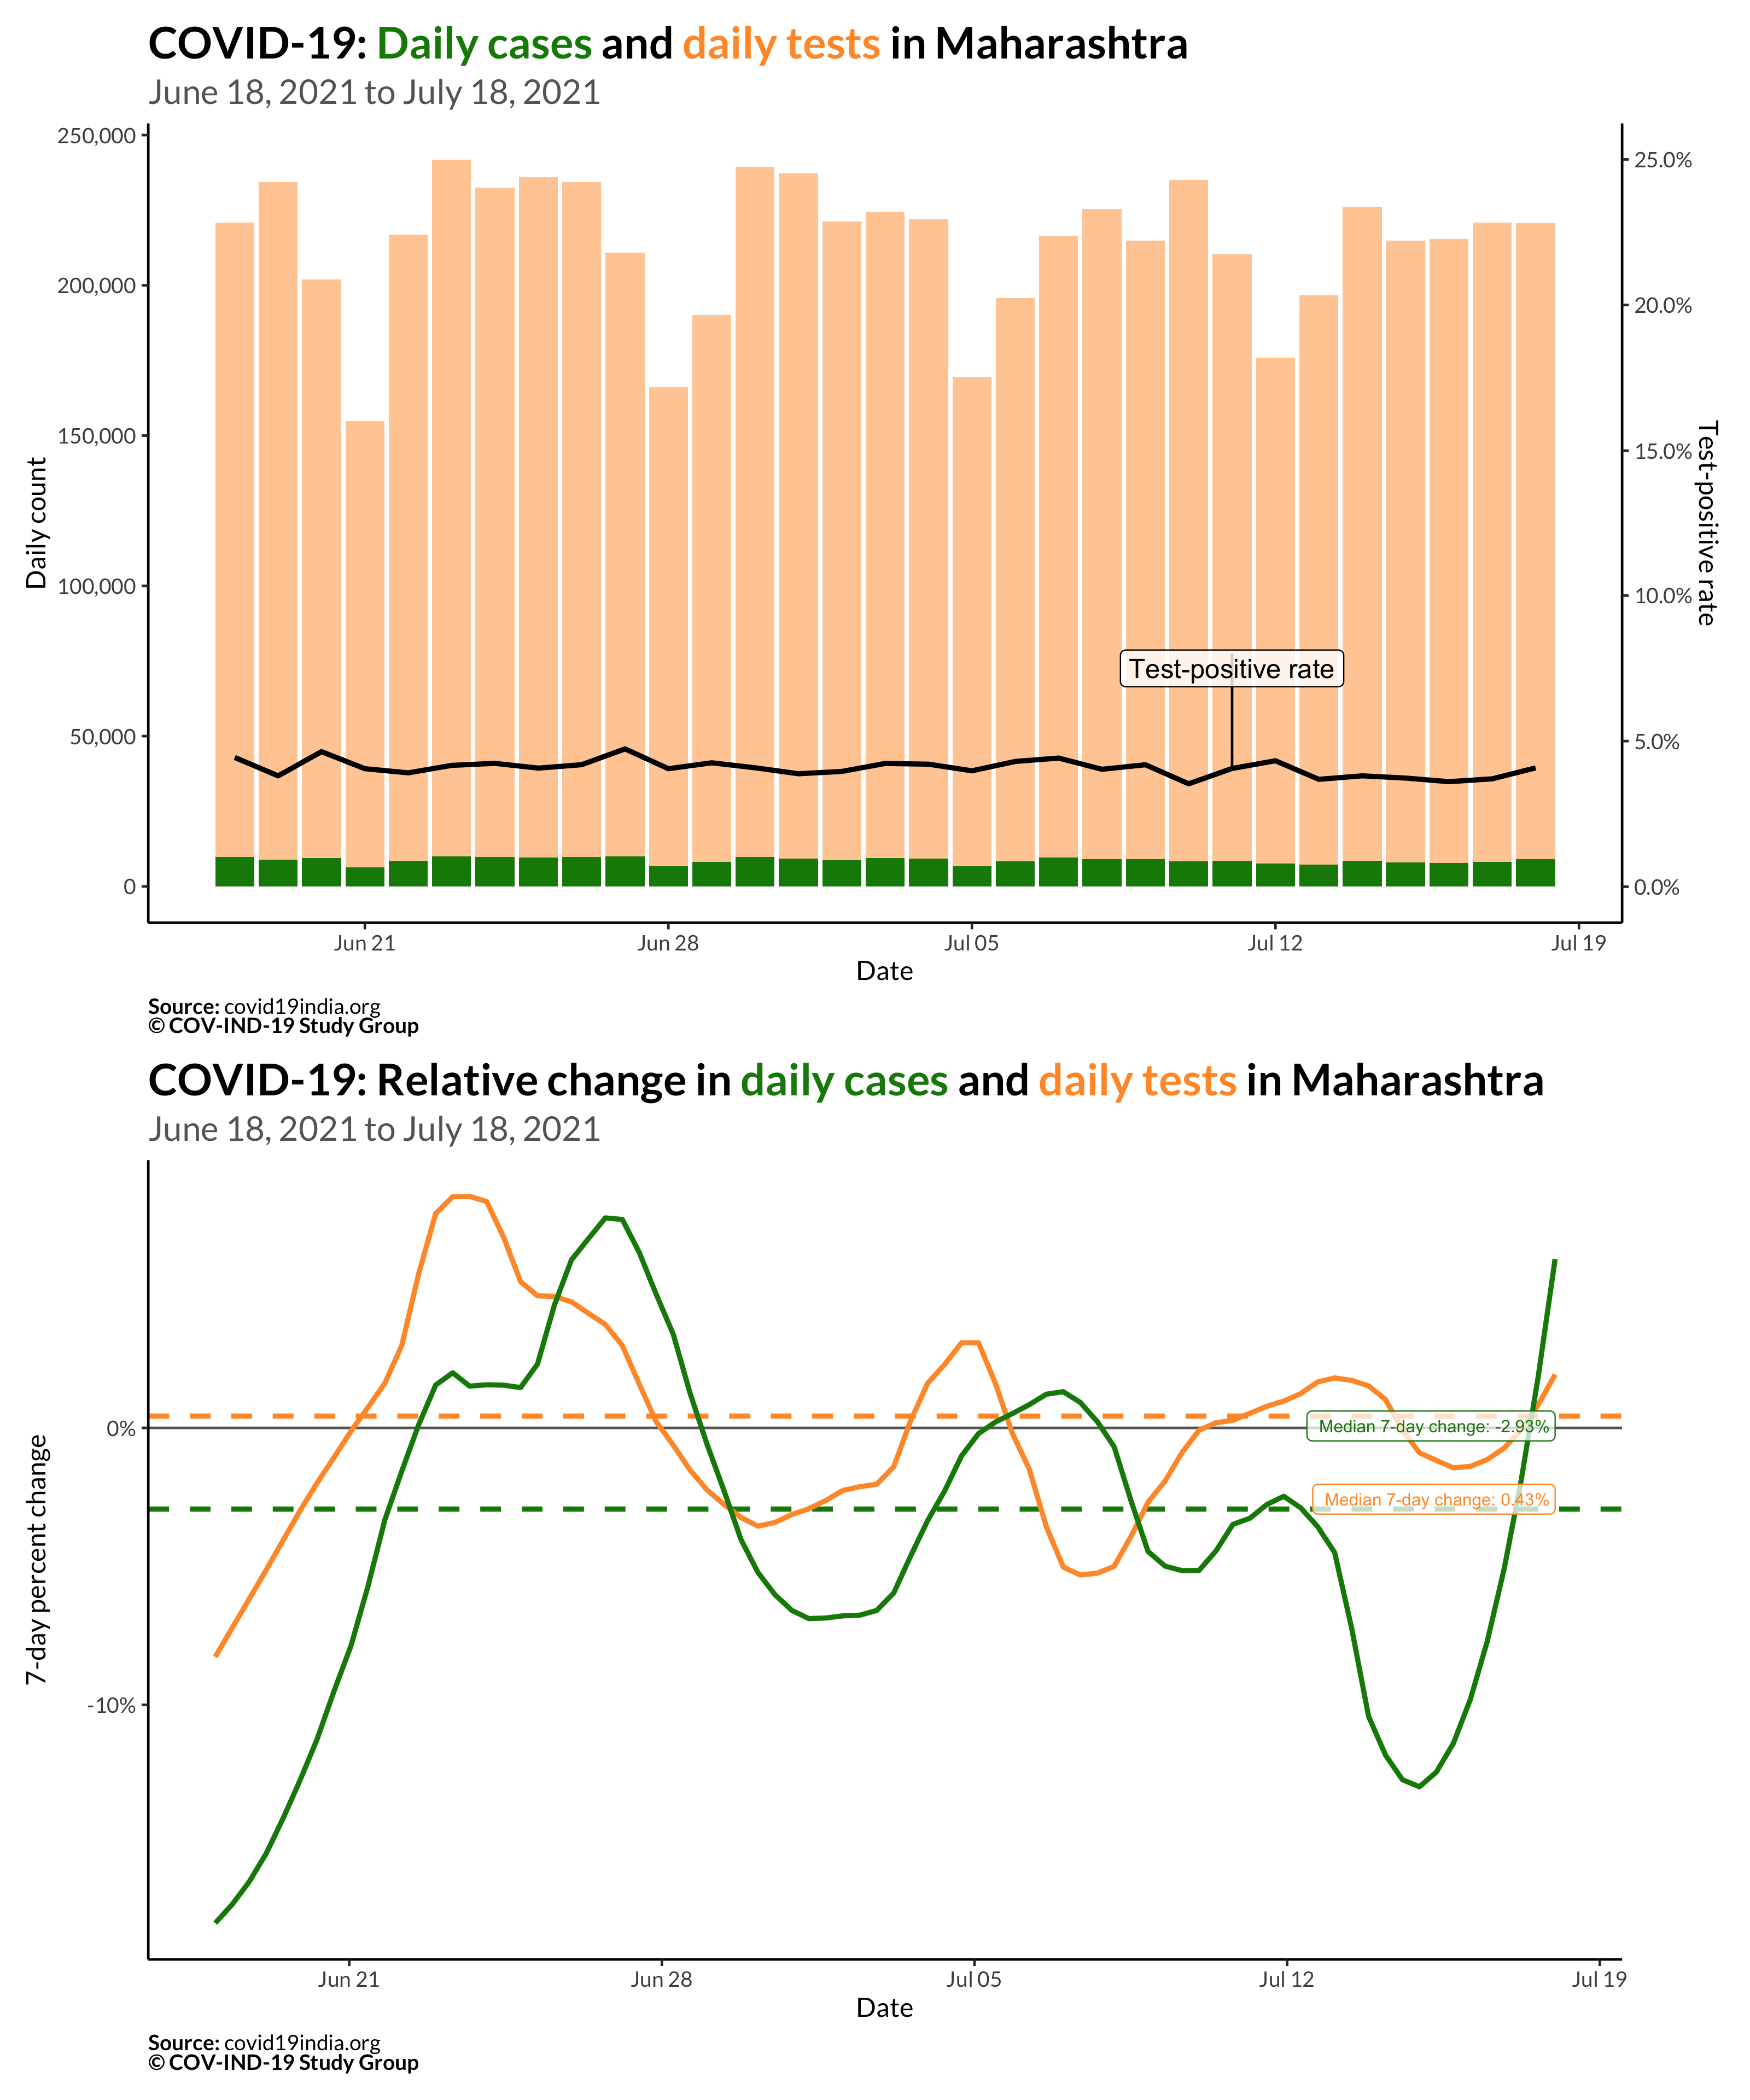 COVID-19: Daily cases and daily tests in Maharashtra
June 18, 2021 to July 18, 2021
250,000
200,000
150,000
100,000
50,000
0
Daily count
25.0%
20.0%
15.0%
10.0%
5.0%
0.0%
Test-positive rate
Test-positive rate
Jun 21
Jun 28
Jul 05
Jul 12
Jul 19
Date
Source: covid19india.org
© COV-IND-19 Study Group
COVID-19: Relative change in daily cases and daily tests in Maharashtra
June 18, 2021 to July 18, 2021
0%
-10%
7-day percent change
Median 7-day change: -2.93%
Median 7-day change: 0.43%
Jun 21
Jun 28
Jul 05
Jul 12
Jul 19
Date
Source: covid19india.org
© COV-IND-19 Study Group